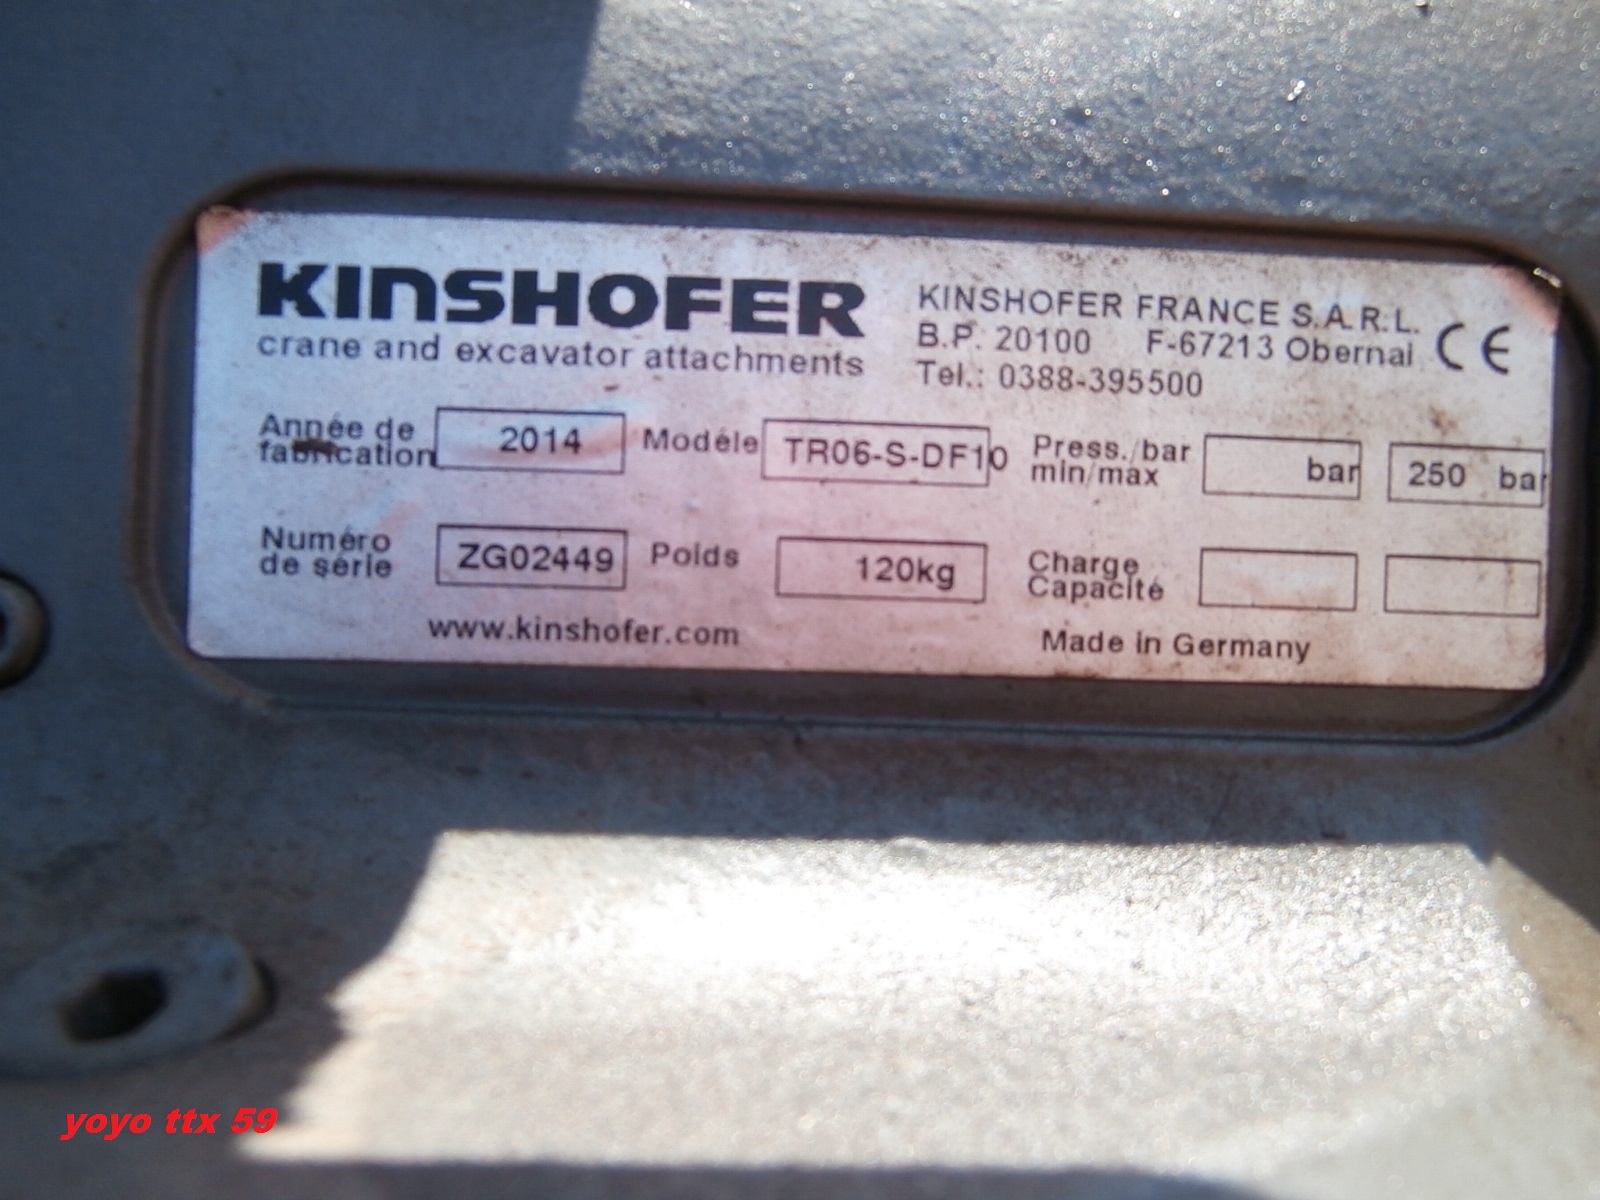 KINSHOFER
crane and excavator attachments
KINSHOFER FRANCE S.A.R.L.
B.P. 20100 F-67213 Obernai
Tel.: 0388-395500
CE
Année de fabrication 2014 Modèle TR06-S-DF10 Press./bar min/max bar 250 bar
Numéro de série ZG02449 Poids 120kg Charge Capacité
www.kinshofer.com Made in Germany
yoyo ttx 59